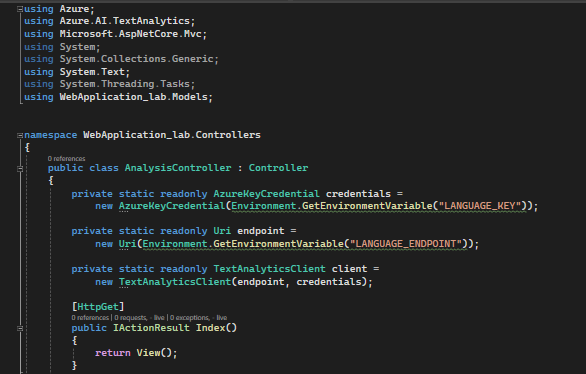 using Azure;
using Azure.AI.TextAnalytics;
using Microsoft.AspNetCore.Mvc;
using System;
using System.Collections.Generic;
using System.Text;
using System.Threading.Tasks;
using WebApplication_lab.Models;
namespace WebApplication_lab.Controllers
{
0 references
public class AnalysisController : Controller
{
private static readonly AzureKeyCredential credentials =
new AzureKeyCredential(Environment.GetEnvironmentVariable("LANGUAGE_KEY"));
private static readonly Uri endpoint =
new Uri(Environment.GetEnvironmentVariable("LANGUAGE_ENDPOINT"));
private static readonly TextAnalyticsClient client =
new TextAnalyticsClient(endpoint, credentials);
[HttpGet]
0 references | 0 requests, - live | 0 exceptions, - live
public IActionResult Index()
{
return View();
}